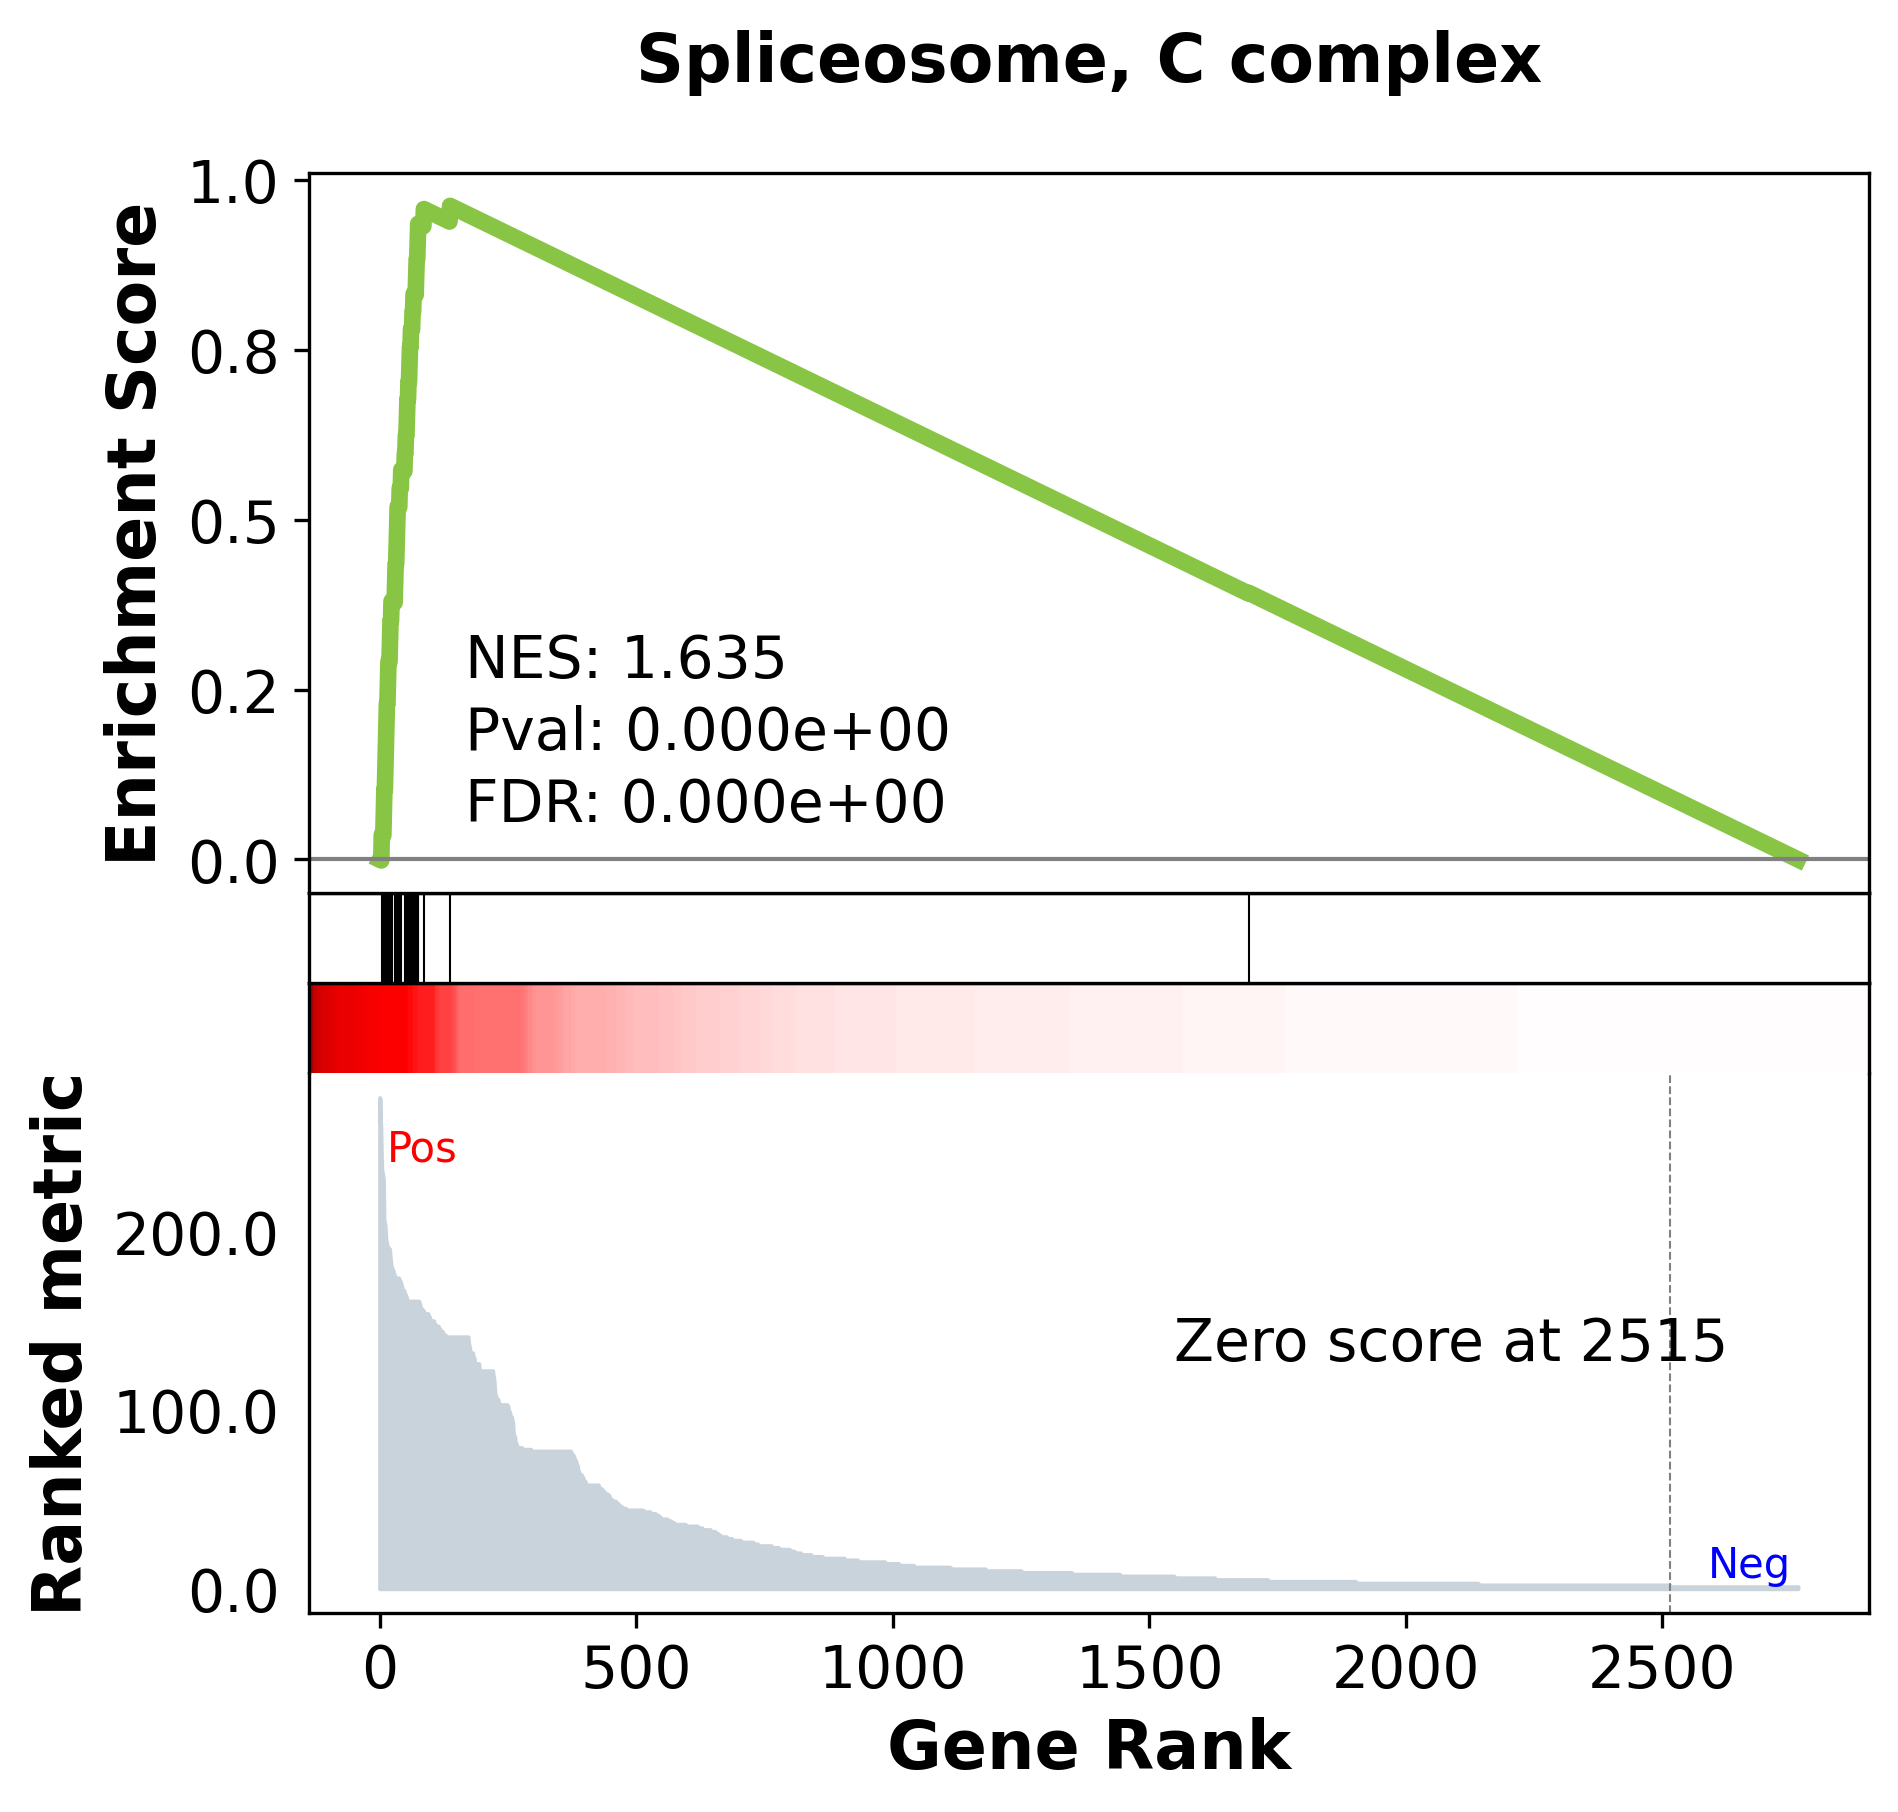 Spliceosome, C complex
Enrichment Score
1.0
0.8
0.5
0.2
0.0
NES: 1.635
Pval: 0.000e+00
FDR: 0.000e+00
Ranked metric
200.0
100.0
0.0
Pos
Zero score at 2515
Neg
0 500 1000 1500 2000 2500
Gene Rank